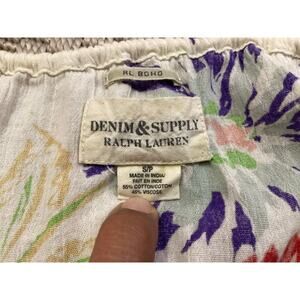 RL BOHO
DENIM&SUPPLY
RALPH LAUREN
S/P
MADE IN INDIA/
FAIT EN INDE
55% COTTON/COTON
45% VISCOSE